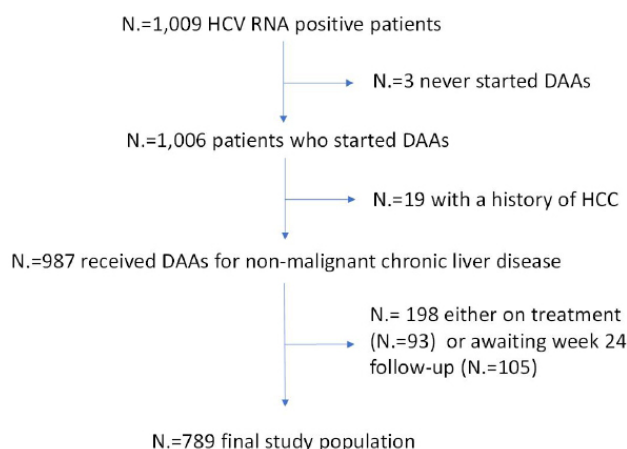 N.=1,009 HCV RNA positive patients
N.=3 never started DAAs
N.=1,006 patients who started DAAs
N.=19 with a history of HCC
N.=987 received DAAs for non-malignant chronic liver disease
N.= 198 either on treatment
(N.=93) or awaiting week 24
follow-up (N.=105)
N.=789 final study population